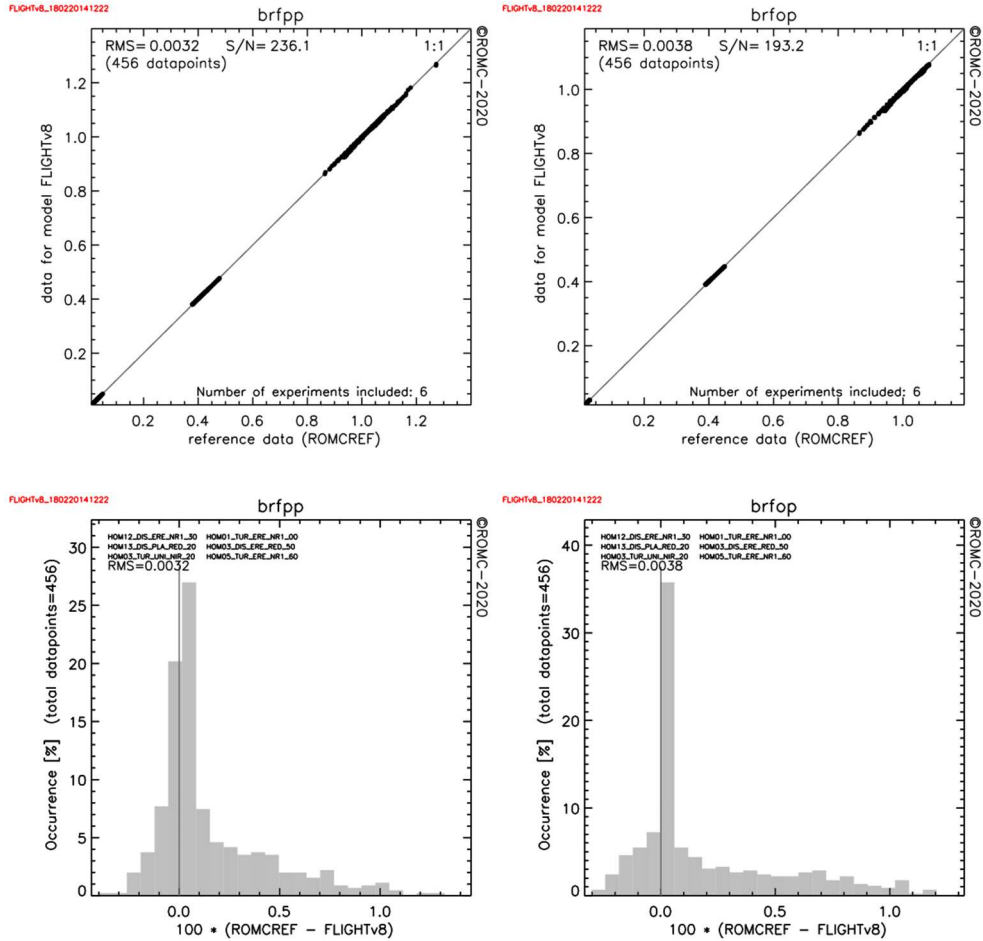 FLIGHTv8_180220141222
brfpp
RMS= 0.0032 S/N= 236.1 1:1
(456 datapoints)
©ROMC-2020
data for model FLIGHTv8
1.2
1.0
0.8
0.6
0.4
0.2
Number of experiments included: 6
0.2 0.4 0.6 0.8 1.0 1.2
reference data (ROMCREF)
FLIGHTv8_180220141222
brfop
RMS= 0.0038 S/N= 193.2 1:1
(456 datapoints)
©ROMC-2020
data for model FLIGHTv8
1.0
0.8
0.6
0.4
0.2
Number of experiments included: 6
0.2 0.4 0.6 0.8 1.0
reference data (ROMCREF)
FLIGHTv8_180220141222
brfpp
HOM12_DIS_ERE_NR1_30 HOM01_TUR_ERE_NR1_00
HOM13_DIS_PLA_RED_20 HOM03_DIS_ERE_RED_50
HOM03_TUR_UNI_NIR_20 HOM05_TUR_ERE_NR1_60
RMS=0.0032
©ROMC-2020
Occurrence [%] (total datapoints=456)
30
25
20
15
10
5
0
0.0 0.5 1.0
100 * (ROMCREF - FLIGHTv8)
FLIGHTv8_180220141222
brfop
HOM12_DIS_ERE_NR1_30 HOM01_TUR_ERE_NR1_00
HOM13_DIS_PLA_RED_20 HOM03_DIS_ERE_RED_50
HOM03_TUR_UNI_NIR_20 HOM05_TUR_ERE_NR1_60
RMS=0.0038
©ROMC-2020
Occurrence [%] (total datapoints=456)
40
30
20
10
0
0.0 0.5 1.0
100 * (ROMCREF - FLIGHTv8)